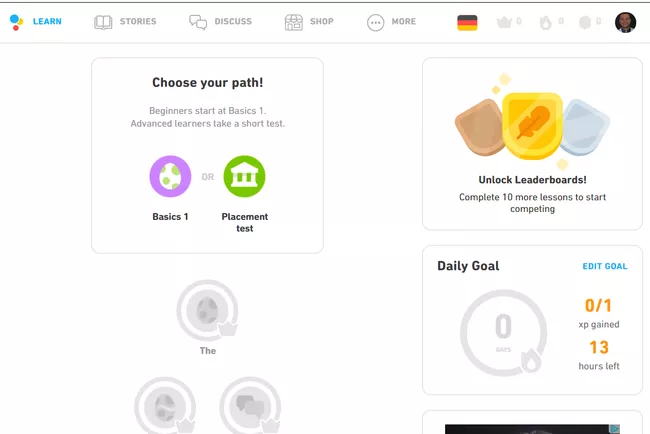 LEARN
STORIES
DISCUSS
SHOP
MORE
0
0
0
Choose your path!
Beginners start at Basics 1.
Advanced learners take a short test.
OR
Basics 1
Placement
test
The
Unlock Leaderboards!
Complete 10 more lessons to start
competing
Daily Goal
EDIT GOAL
0
DAYS
0/1
xp gained
13
hours left